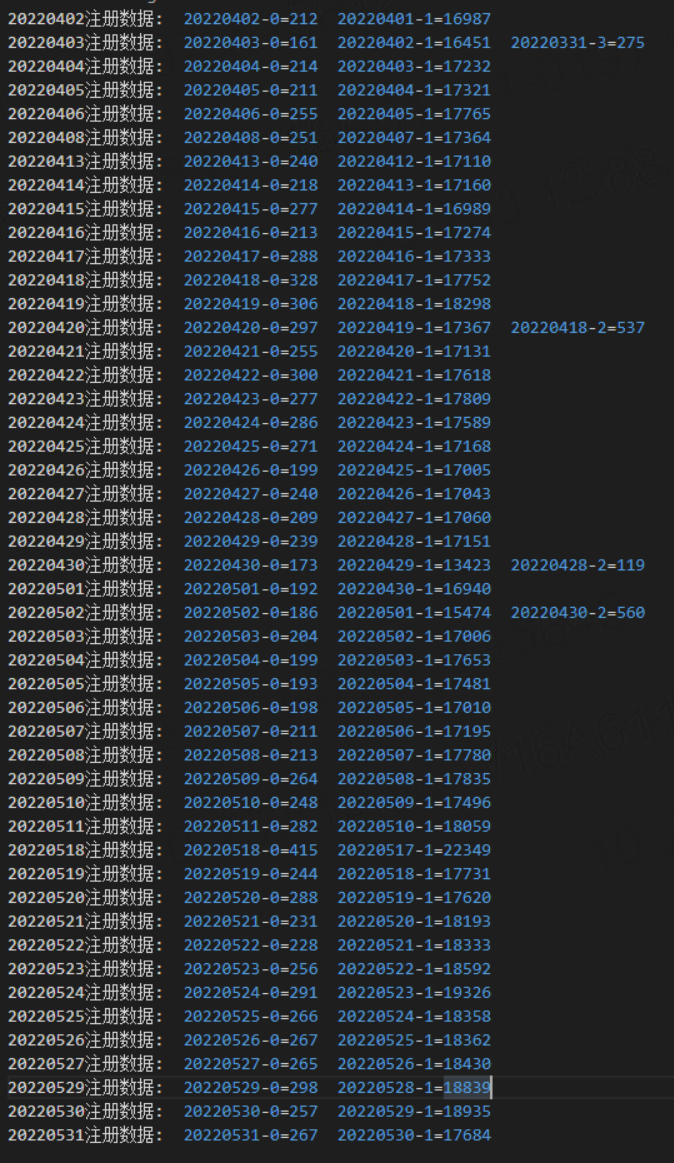 20220402注册数据: 20220402-0=212 20220401-1=16987
20220403注册数据: 20220403-0=161 20220402-1=16451 20220331-3=275
20220404注册数据: 20220404-0=214 20220403-1=17232
20220405注册数据: 20220405-0=211 20220404-1=17321
20220406注册数据: 20220406-0=255 20220405-1=17765
20220408注册数据: 20220408-0=251 20220407-1=17364
20220413注册数据: 20220413-0=240 20220412-1=17110
20220414注册数据: 20220414-0=218 20220413-1=17160
20220415注册数据: 20220415-0=277 20220414-1=16989
20220416注册数据: 20220416-0=213 20220415-1=17274
20220417注册数据: 20220417-0=288 20220416-1=17333
20220418注册数据: 20220418-0=328 20220417-1=17752
20220419注册数据: 20220419-0=306 20220418-1=18298
20220420注册数据: 20220420-0=297 20220419-1=17367 20220418-2=537
20220421注册数据: 20220421-0=255 20220420-1=17131
20220422注册数据: 20220422-0=300 20220421-1=17618
20220423注册数据: 20220423-0=277 20220422-1=17809
20220424注册数据: 20220424-0=286 20220423-1=17589
20220425注册数据: 20220425-0=271 20220424-1=17168
20220426注册数据: 20220426-0=199 20220425-1=17005
20220427注册数据: 20220427-0=240 20220426-1=17043
20220428注册数据: 20220428-0=209 20220427-1=17060
20220429注册数据: 20220429-0=239 20220428-1=17151
20220430注册数据: 20220430-0=173 20220429-1=13423 20220428-2=119
20220501注册数据: 20220501-0=192 20220430-1=16940
20220502注册数据: 20220502-0=186 20220501-1=15474 20220430-2=560
20220503注册数据: 20220503-0=204 20220502-1=17006
20220504注册数据: 20220504-0=199 20220503-1=17653
20220505注册数据: 20220505-0=193 20220504-1=17481
20220506注册数据: 20220506-0=198 20220505-1=17010
20220507注册数据: 20220507-0=211 20220506-1=17195
20220508注册数据: 20220508-0=213 20220507-1=17780
20220509注册数据: 20220509-0=264 20220508-1=17835
20220510注册数据: 20220510-0=248 20220509-1=17496
20220511注册数据: 20220511-0=282 20220510-1=18059
20220518注册数据: 20220518-0=415 20220517-1=22349
20220519注册数据: 20220519-0=244 20220518-1=17731
20220520注册数据: 20220520-0=288 20220519-1=17620
20220521注册数据: 20220521-0=231 20220520-1=18193
20220522注册数据: 20220522-0=228 20220521-1=18333
20220523注册数据: 20220523-0=256 20220522-1=18592
20220524注册数据: 20220524-0=291 20220523-1=19326
20220525注册数据: 20220525-0=266 20220524-1=18358
20220526注册数据: 20220526-0=267 20220525-1=18362
20220527注册数据: 20220527-0=265 20220526-1=18430
20220529注册数据: 20220529-0=298 20220528-1=18839
20220530注册数据: 20220530-0=257 20220529-1=18935
20220531注册数据: 20220531-0=267 20220530-1=17684